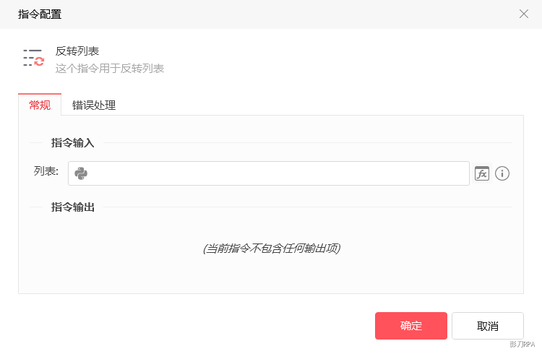 指令配置
反转列表
这个指令用于反转列表
常规
错误处理
指令输入
列表:
fx
指令输出
(当前指令不包含任何输出项)
确定
取消
影刀RPA